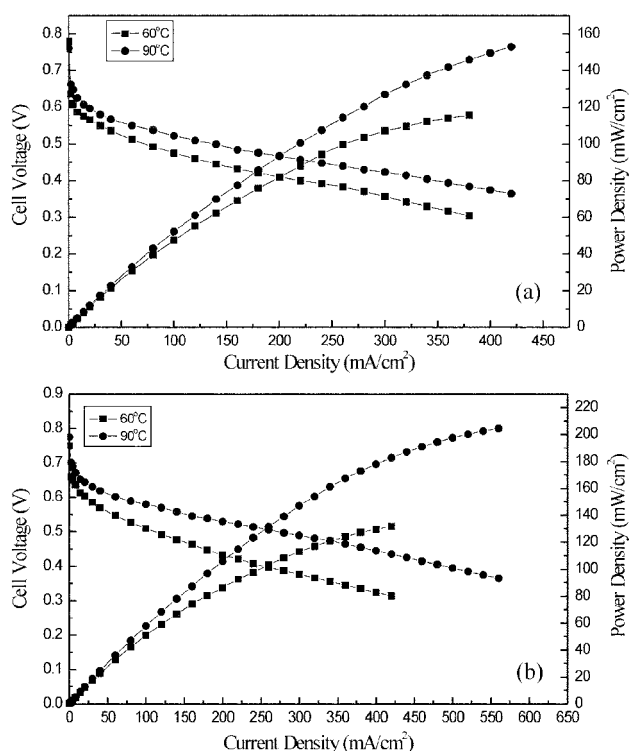 60°C
90°C
0.9
0.8
0.7
0.6
0.5
0.4
0.3
0.2
0.1
0.0
Cell Voltage (V)
160
140
120
100
80
60
40
20
0
Power Density (mW/cm²)
(a)
0 50 100 150 200 250 300 350 400 450
Current Density (mA/cm²)
60°C
90°C
0.9
0.8
0.7
0.6
0.5
0.4
0.3
0.2
0.1
0.0
Cell Voltage (V)
220
200
180
160
140
120
100
80
60
40
20
0
Power Density (mW/cm²)
(b)
0 50 100 150 200 250 300 350 400 450 500 550 600 650
Current Density (mA/cm²)